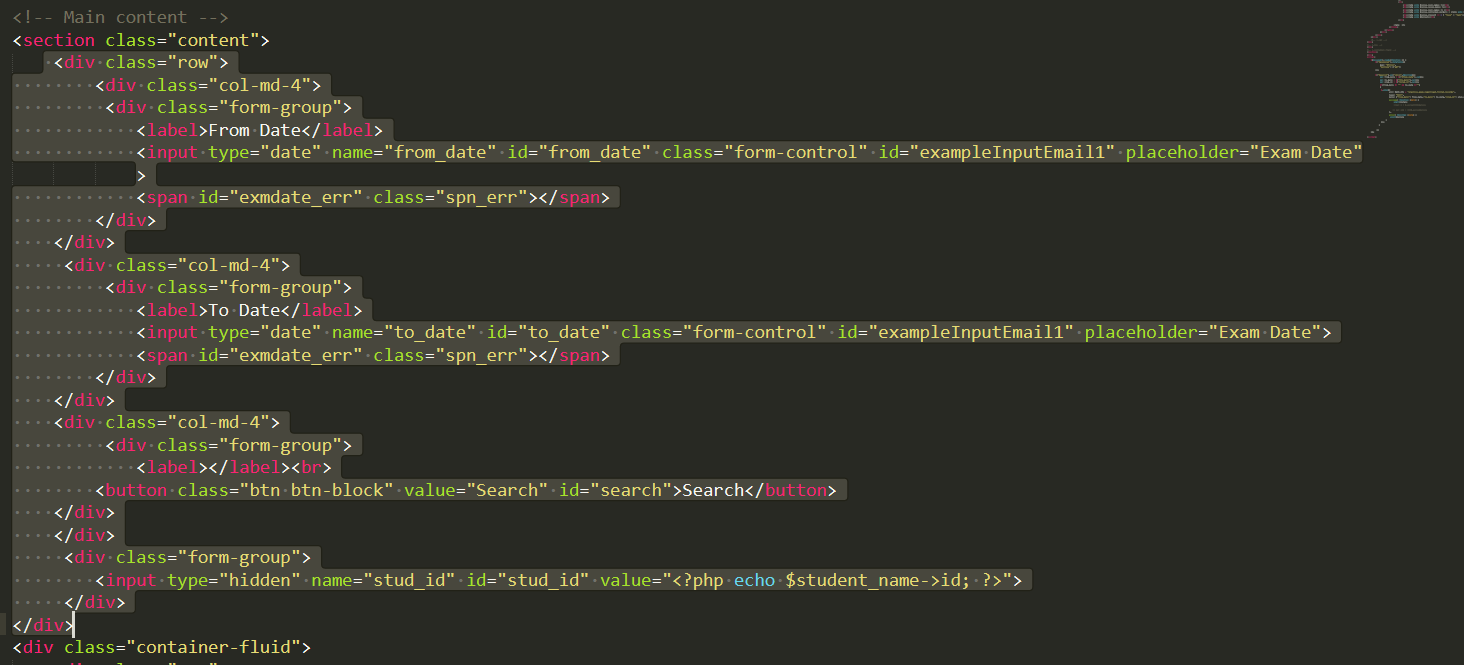 <!-- Main content -->
<section class="content">
<div class="row">
<div class="col-md-4">
<div class="form-group">
<label>From Date</label>
<input type="date" name="from_date" id="from_date" class="form-control" id="exampleInputEmail1" placeholder="Exam Date"
>
<span id="exmdate_err" class="spn_err"></span>
</div>
</div>
<div class="col-md-4">
<div class="form-group">
<label>To Date</label>
<input type="date" name="to_date" id="to_date" class="form-control" id="exampleInputEmail1" placeholder="Exam Date">
<span id="exmdate_err" class="spn_err"></span>
</div>
</div>
<div class="col-md-4">
<div class="form-group">
<label></label><br>
<button class="btn btn-block" value="Search" id="search">Search</button>
</div>
</div>
<div class="form-group">
<input type="hidden" name="stud_id" id="stud_id" value="<?php echo $student_name->id; ?>">
</div>
</div>
<div class="container-fluid">